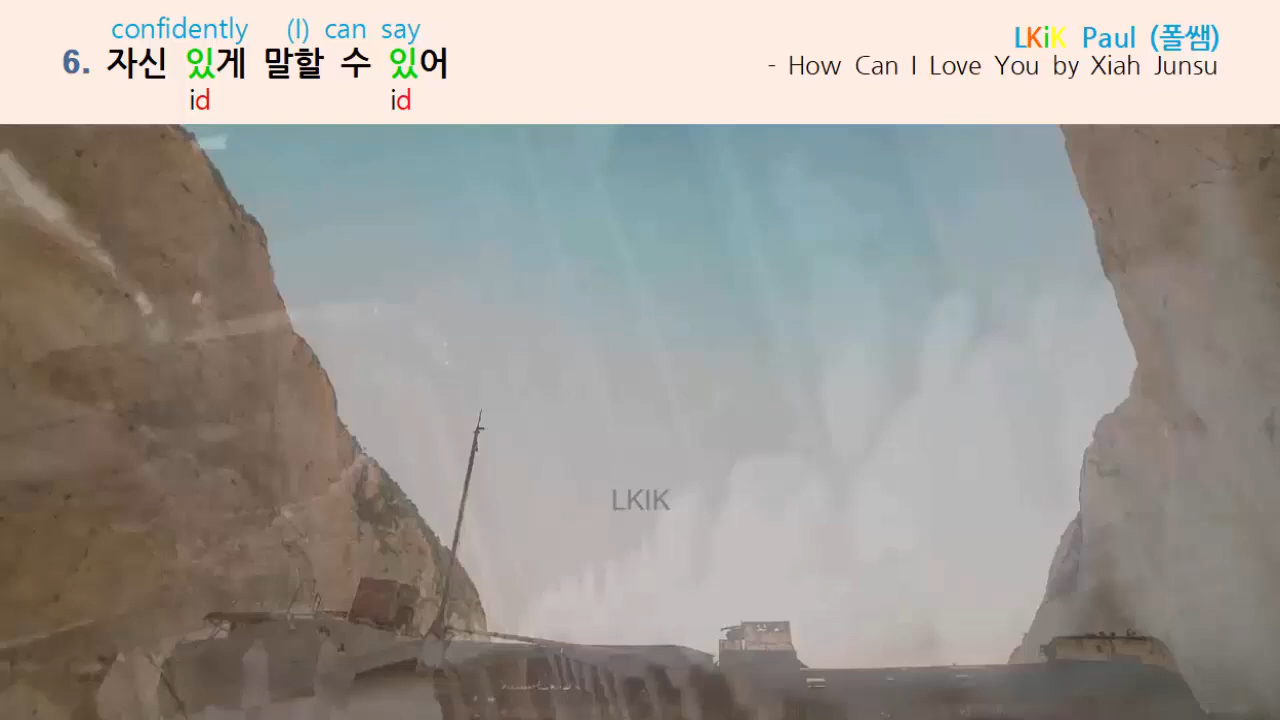 confidently (I) can say
6. 자신 있게 말할 수 있어
id id
LKiK Paul (폴쌤)
- How Can I Love You by Xiah Junsu
LKIK